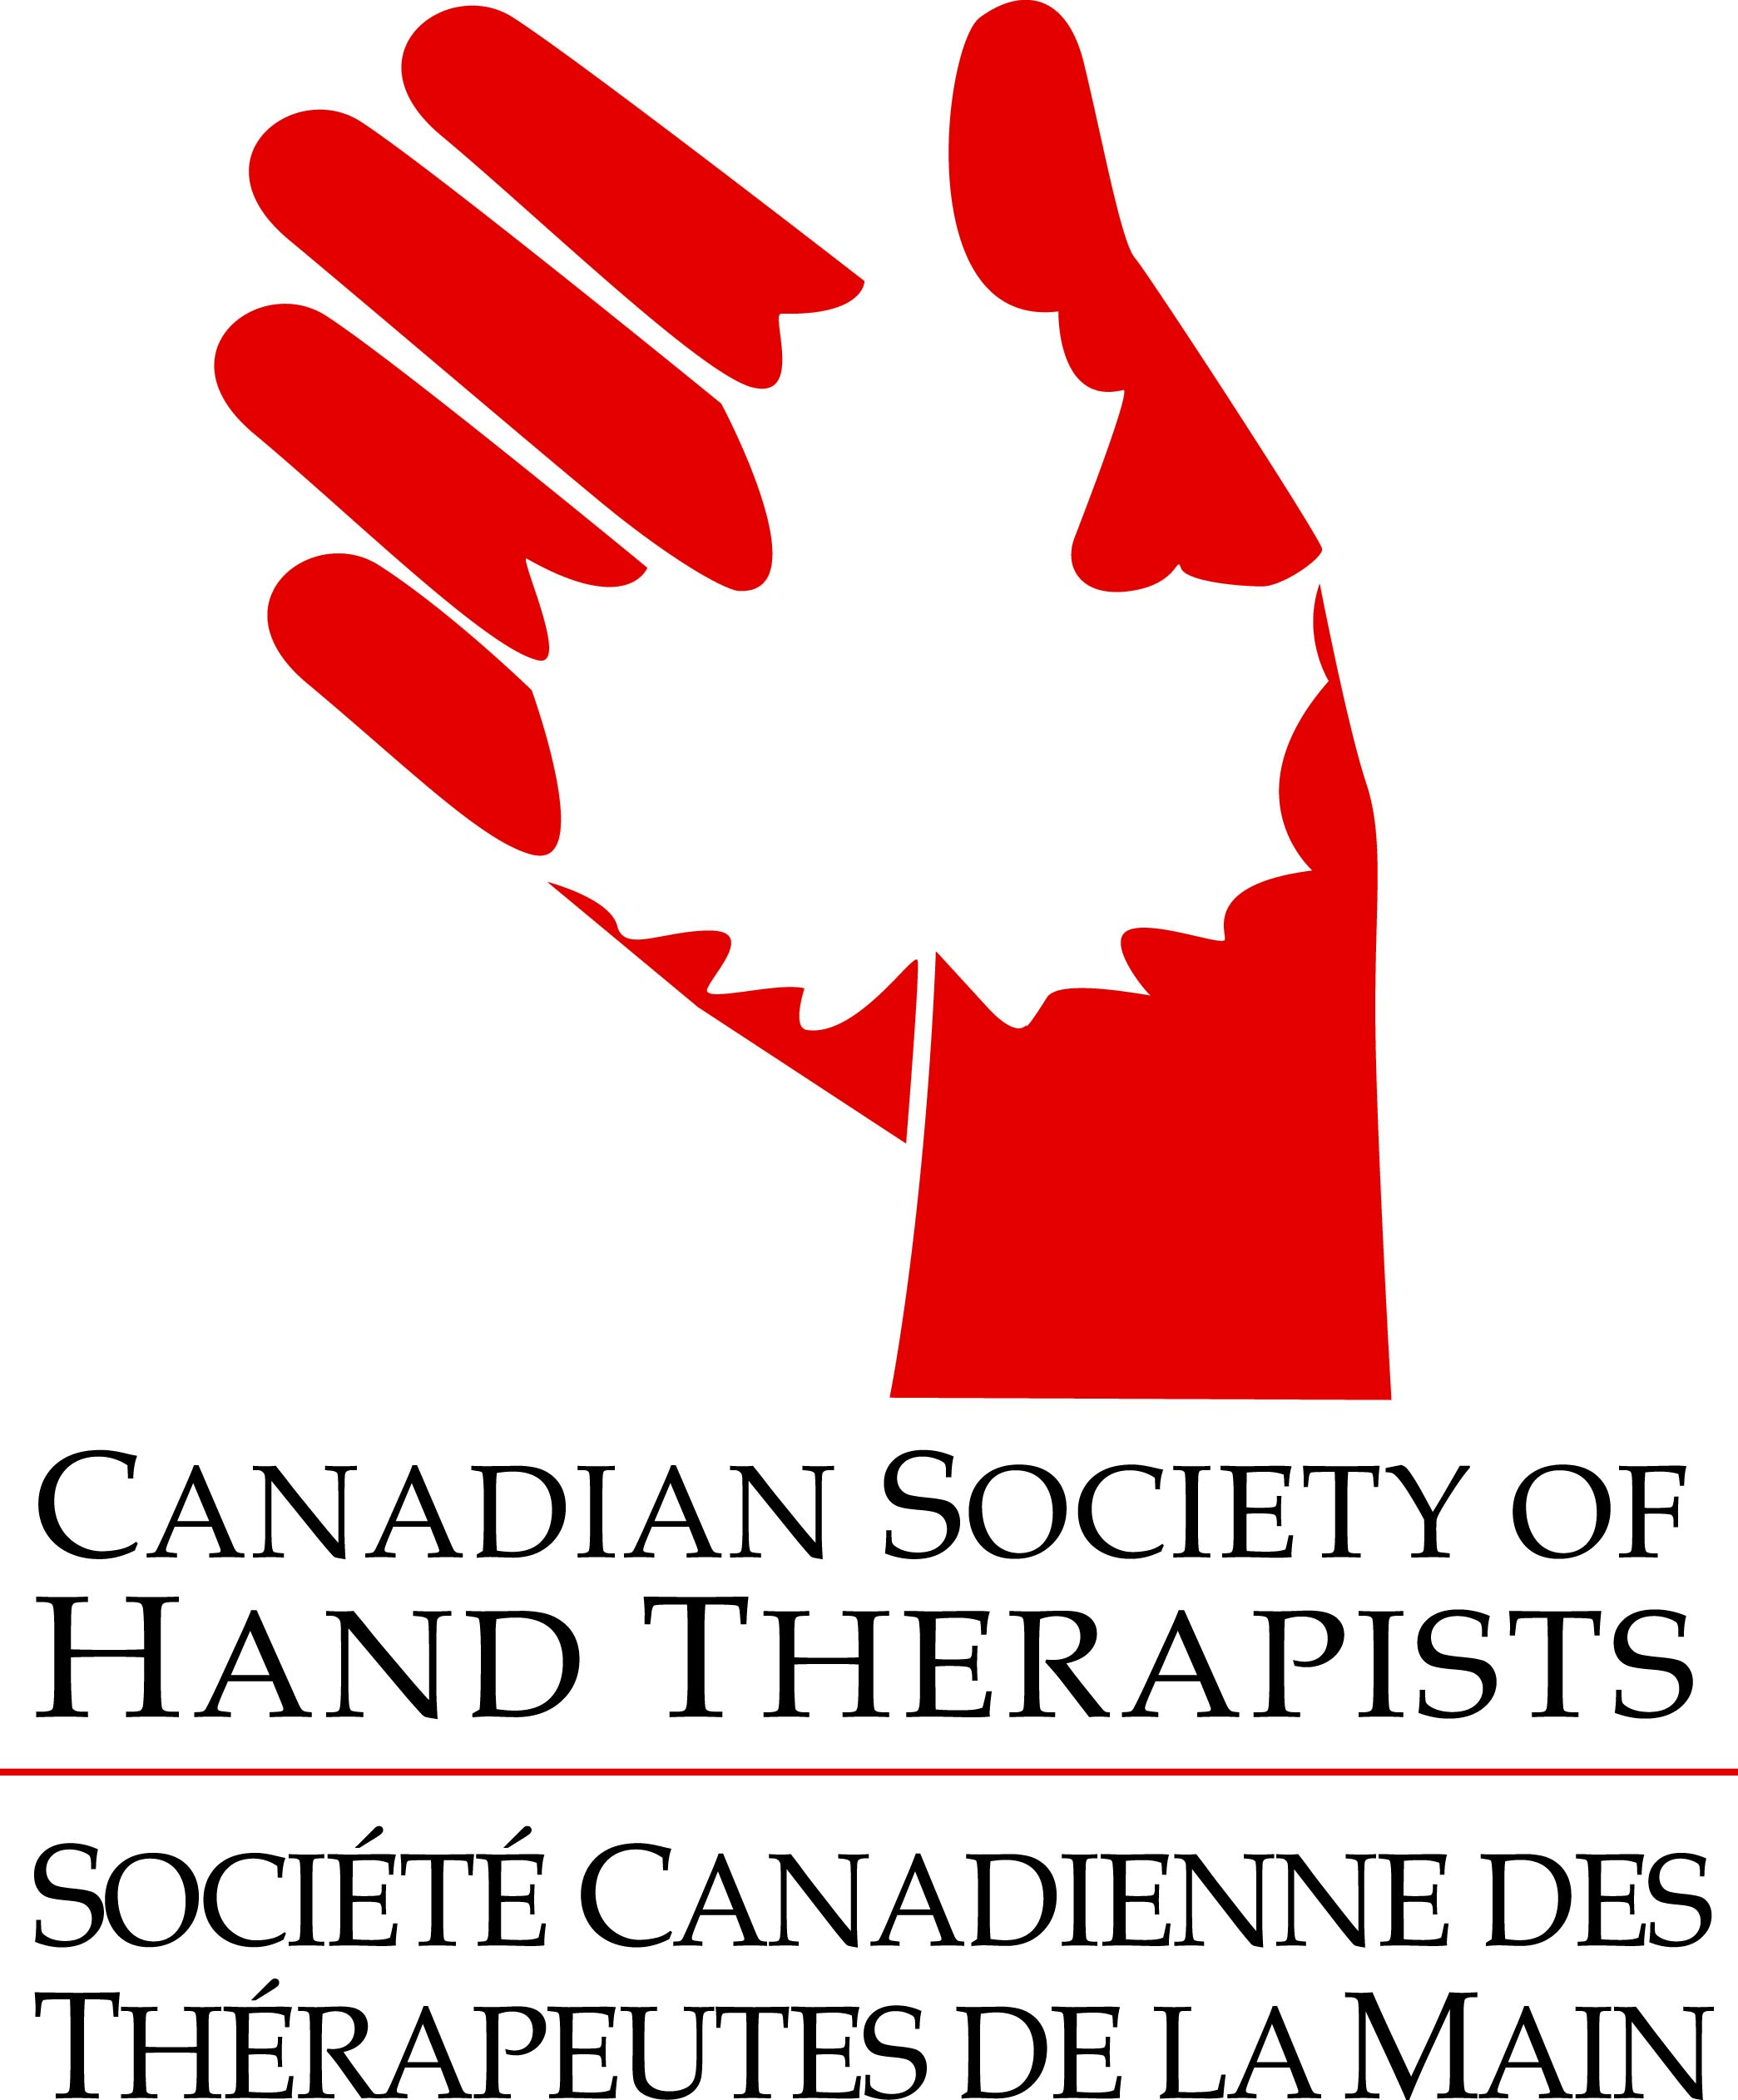 CANADIAN SOCIETY OF
HAND THERAPISTS
SOCIÉTÉ CANADIENNE DES
THÉRAPEUTES DE LA MAIN